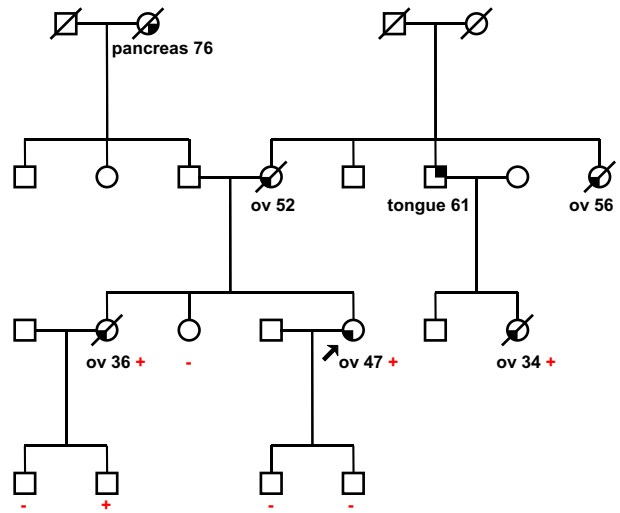 pancreas 76
ov 52
tongue 61
ov 56
ov 36 +
-
ov 47 +
ov 34 +
-
+
-
-